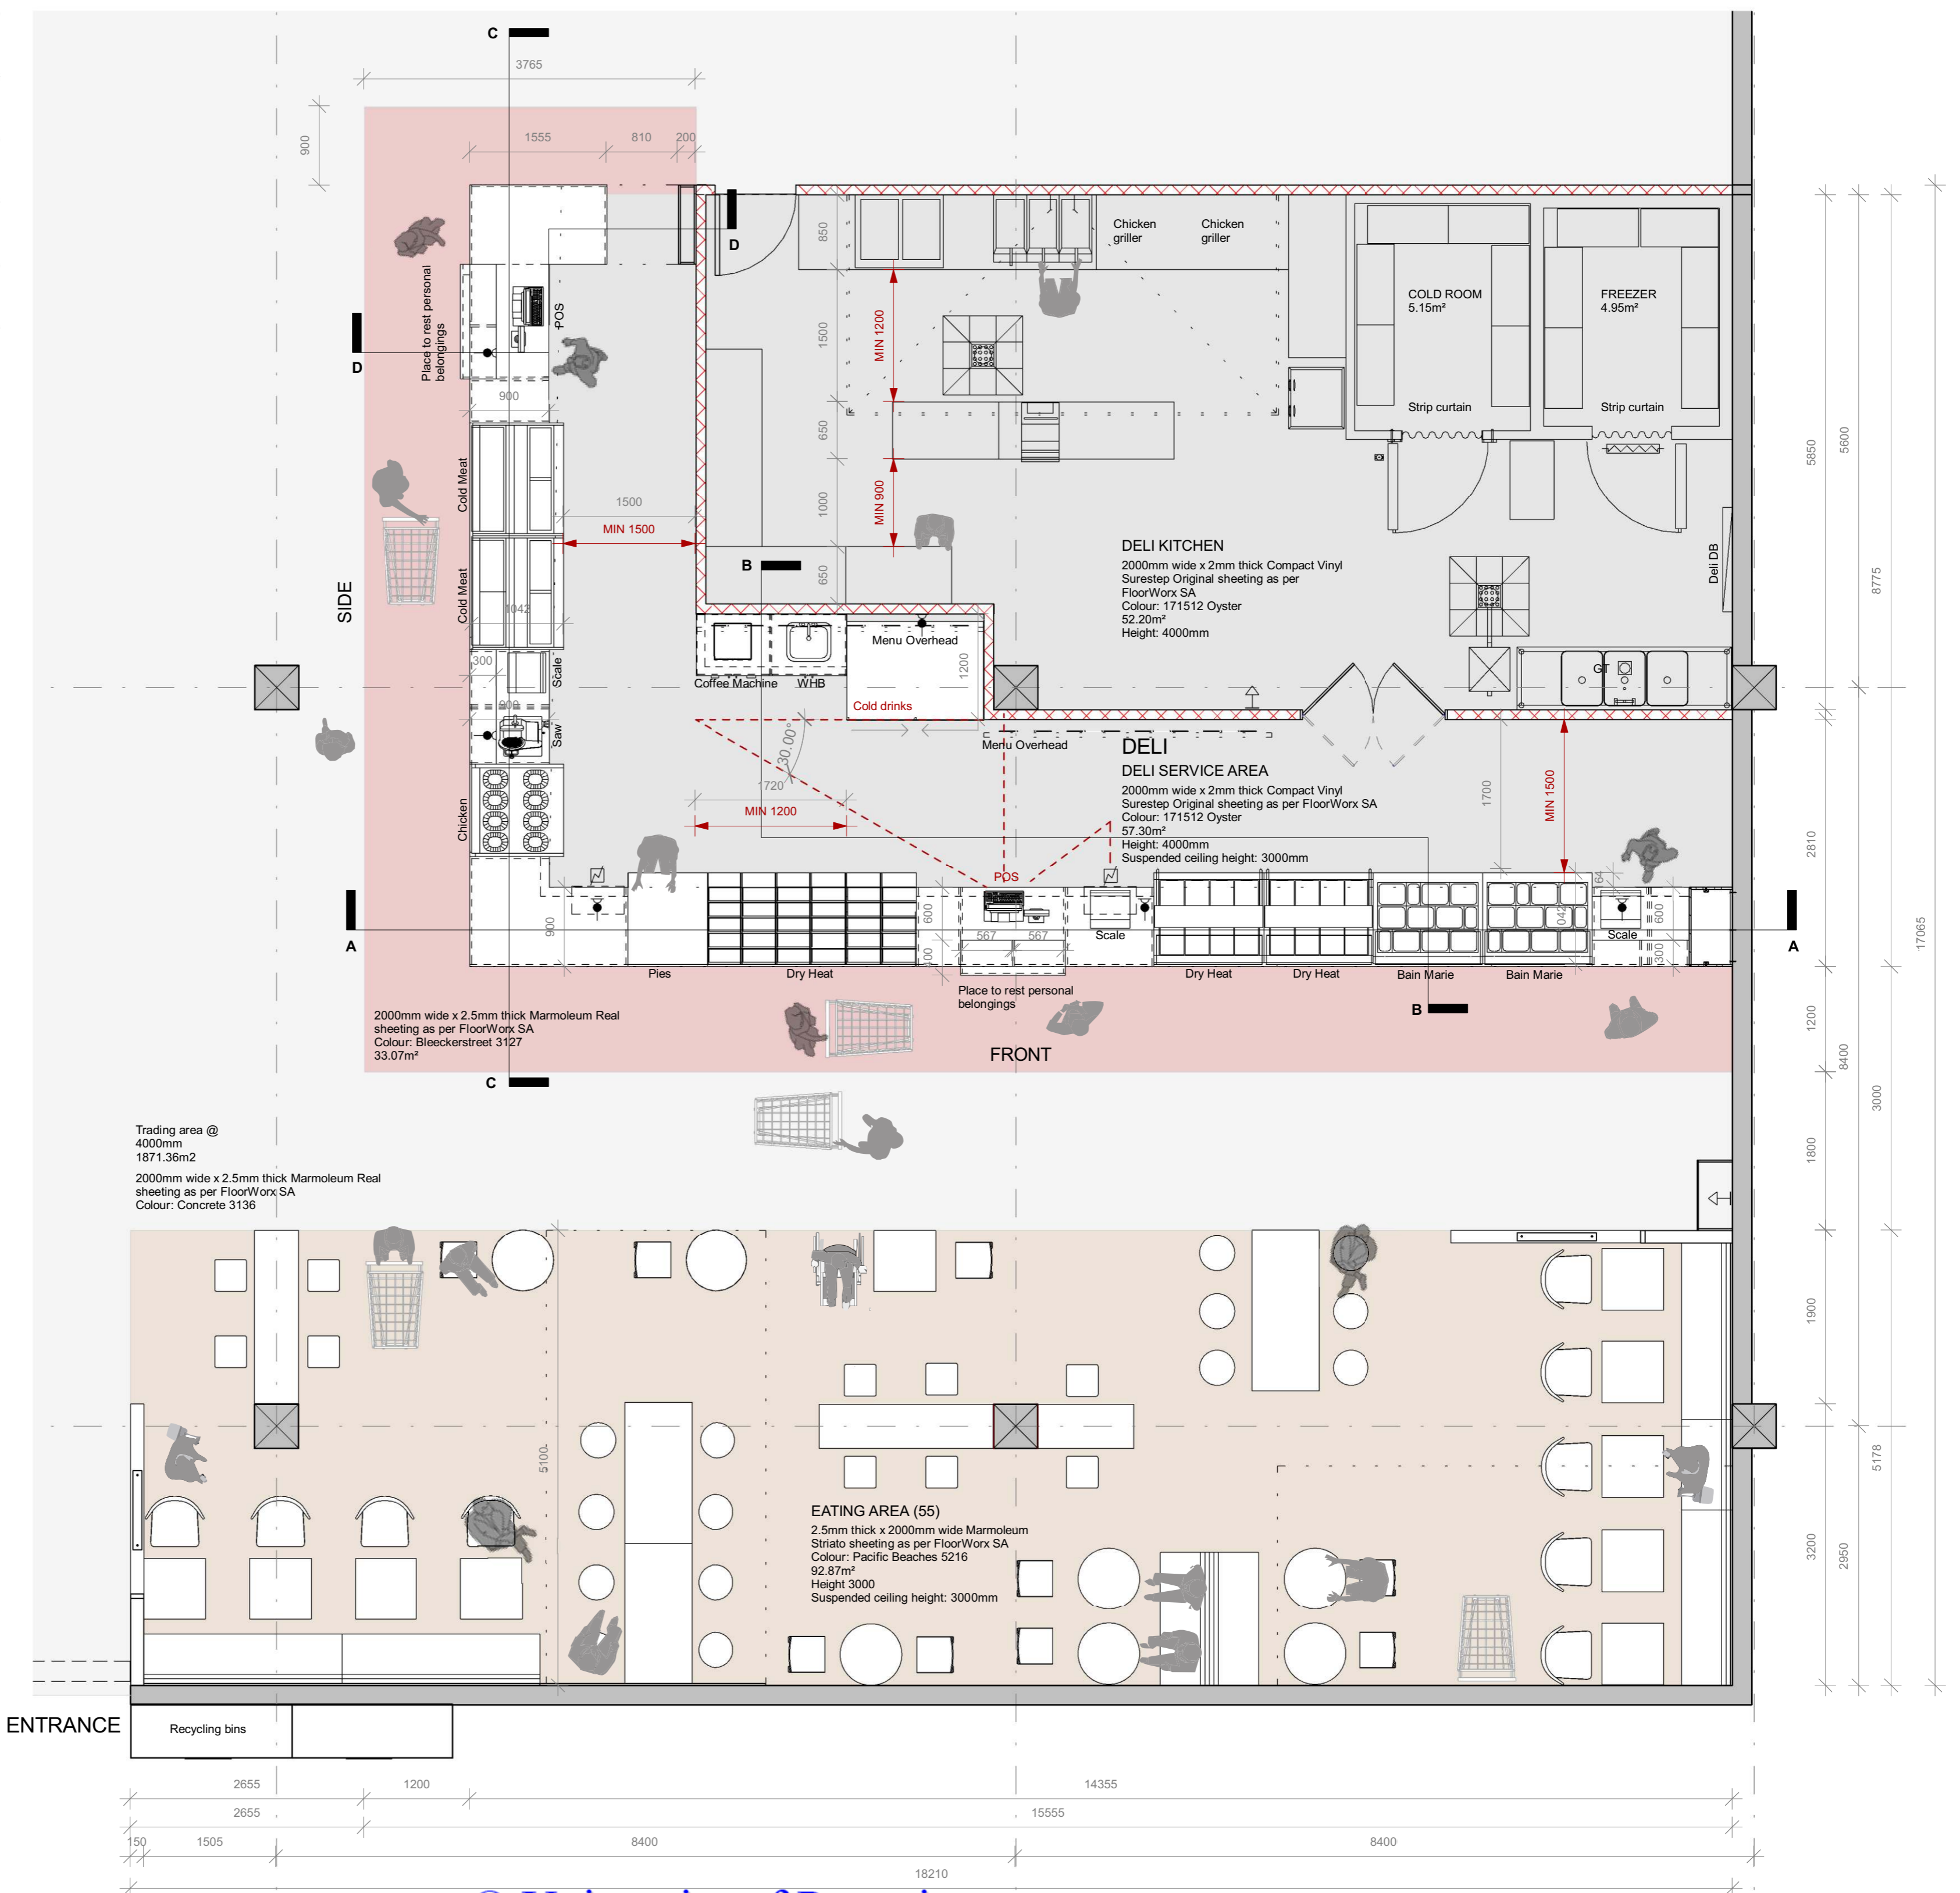 C
3765
900
1555
810
200
D
850
Chicken
griller
Chicken
griller
COLD ROOM
5.15m²
FREEZER
4.95m²
Place to rest personal
belongings
POS
D
1500
MIN 1200
900
Strip curtain
Strip curtain
650
5850
5600
Cold Meat
1500
MIN 1500
1000
MIN 900
DELI KITCHEN
2000mm wide x 2mm thick Compact Vinyl
Surestep Original sheeting as per
FloorWorx SA
Colour: 171512 Oyster
52.20m²
Height: 4000mm
Deli DB
8775
SIDE
Cold Meat
1042
B
650
Menu Overhead
300
Scale
Coffee Machine
WHB
1200
GT
900
Cold drinks
Saw
30.00°
Menu Overhead
DELI
DELI SERVICE AREA
2000mm wide x 2mm thick Compact Vinyl
Surestep Original sheeting as per FloorWorx SA
Colour: 171512 Oyster
57.30m²
Height: 4000mm
Suspended ceiling height: 3000mm
1720
MIN 1200
1700
MIN 1500
Chicken
2810
POS
64
A
900
600
567
567
Scale
Scale
600
300
A
17065
Pies
Dry Heat
Dry Heat
Dry Heat
Bain Marie
Bain Marie
Place to rest personal
belongings
B
2000mm wide x 2.5mm thick Marmoleum Real
sheeting as per FloorWorx SA
Colour: Bleeckerstreet 3127
33.07m²
FRONT
1200
8400
C
3000
Trading area @
4000mm
1871.36m2
2000mm wide x 2.5mm thick Marmoleum Real
sheeting as per FloorWorx SA
Colour: Concrete 3136
1800
1900
5100
5178
EATING AREA (55)
2.5mm thick x 2000mm wide Marmoleum
Striato sheeting as per FloorWorx SA
Colour: Pacific Beaches 5216
92.87m²
Height 3000
Suspended ceiling height: 3000mm
3200
2950
ENTRANCE
Recycling bins
2655
1200
14355
2655
15555
150
1505
8400
8400
18210